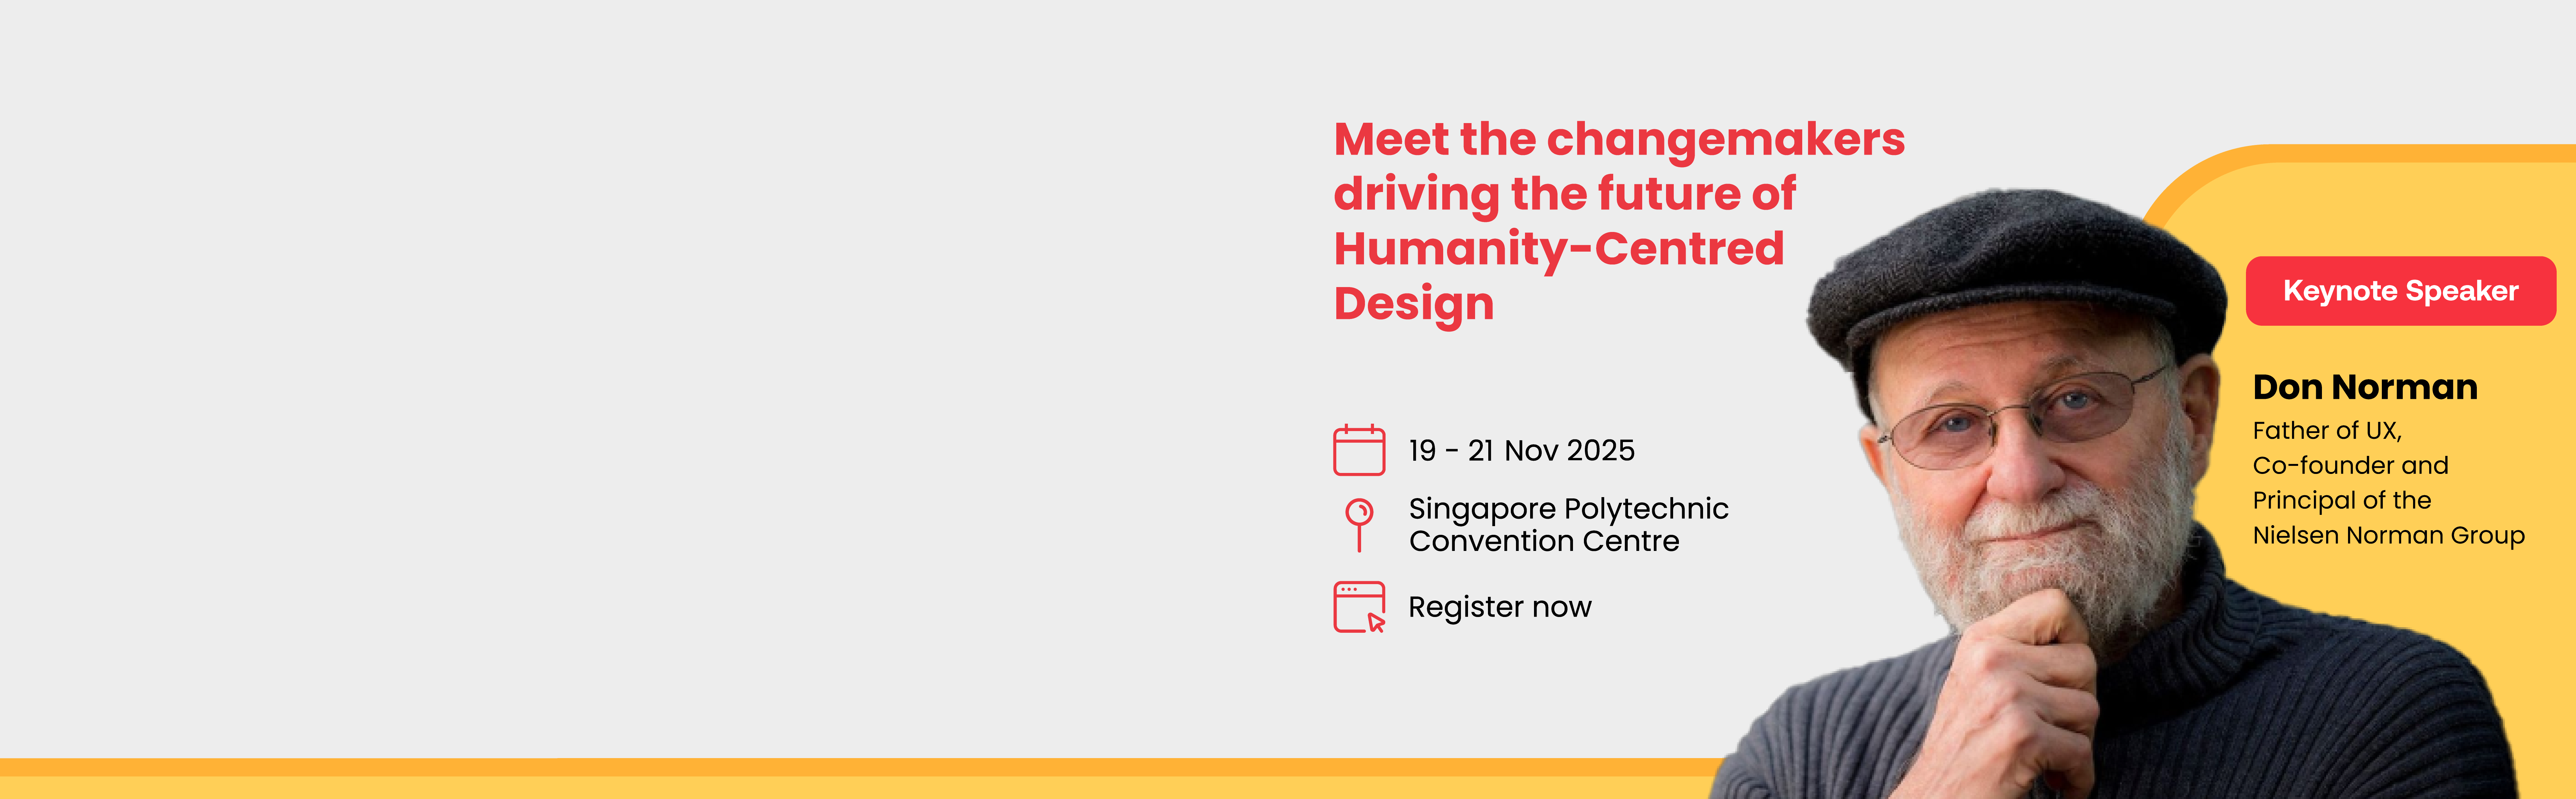 Meet the changemakers
driving the future of
Humanity-Centred
Design
19 - 21 Nov 2025
Singapore Polytechnic
Convention Centre
Register now
Keynote Speaker
Don Norman
Father of UX,
Co-founder and
Principal of the
Nielsen Norman Group